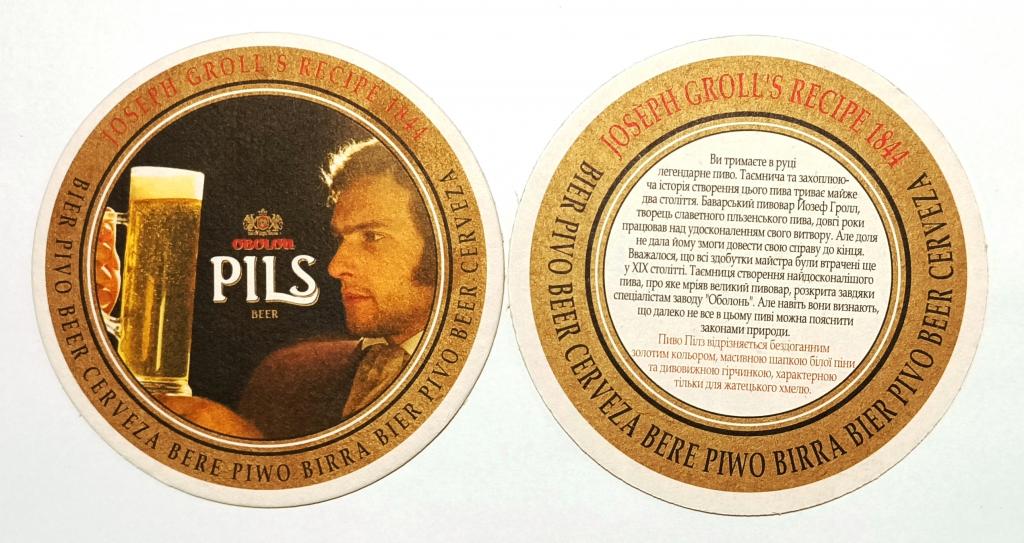 JOSEPH GROLL'S RECIPE 1844
BIER PIVO BEER CERVEZA BERE PIWO BIRRA BIER PIVO BEER CERVEZA
OBOLON
PILS
BEER
JOSEPH GROLL'S RECIPE 1844
BIER PIVO BEER CERVEZA BERE PIWO BIRRA BIER PIVO BEER CERVEZA
Ви тримаєте в руці
легендарне пиво. Таємнича та захоплюю-
ча історія створення цього пива триває майже
два століття. Баварський пивовар Йозеф Гролл,
творець славетного пльзенського пива, довгі роки
працював над удосконаленням свого витвору. Але доля
не дала йому змоги довести свою справу до кінця.
Вважалося, що всі здобутки майстра були втрачені ще
у XIX столітті. Таємниця створення найдосконалішого
пива, про яке мріяв великий пивовар, розкрита завдяки
спеціалістам заводу "Оболонь". Але навіть вони визнають,
що далеко не все в цьому пиві можна пояснити
законами природи.
Пиво Пілз відрізняється бездоганним
золотим кольором, масивною шапкою білої піни
та дивовижною гірчинкою, характерною
тільки для жатецького хмелю.